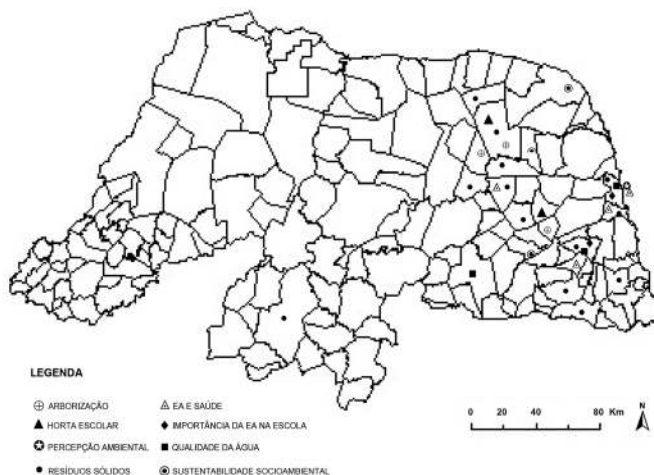 LEGENDA
ARBORIZAÇÃO
HORTA ESCOLAR
PERCEPÇÃO AMBIENTAL
RESÍDUOS SÓLIDOS
EA E SAÚDE
IMPORTÂNCIA DA EA NA ESCOLA
QUALIDADE DA ÁGUA
SUSTENTABILIDADE SOCIOAMBIENTAL
0 20 40 80 Km
N